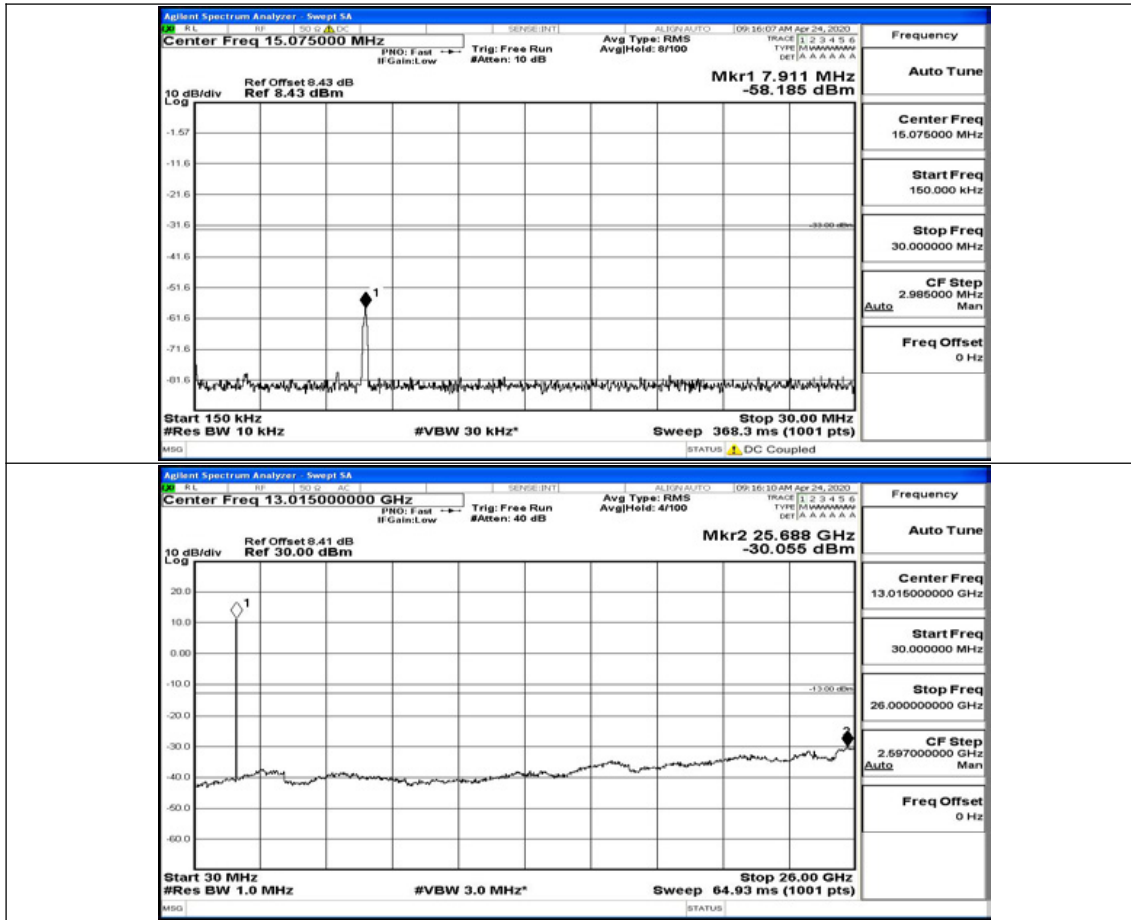 Agilent Spectrum Analyzer - Swept SA
RL RF 50 Ω DC SENSE:INT ALIGN AUTO 09:16:07 AM Apr 24, 2020
Center Freq 15.075000 MHz
PNO: Fast
IFGain:Low
Trig: Free Run
#Atten: 10 dB
Avg Type: RMS
Avg|Hold: 8/100
TRACE 1 2 3 4 5 6
TYPE
DET A A A A A A
Frequency
Auto Tune
Mkr1 7.911 MHz
-58.185 dBm
Ref Offset 8.43 dB
10 dB/div Ref 8.43 dBm
Log
Center Freq
15.075000 MHz
Start Freq
150.000 kHz
Stop Freq
30.000000 MHz
CF Step
2.985000 MHz
Auto Man
Freq Offset
0 Hz
-1.57
-11.6
-21.6
-31.6
-33.00 dBm
-41.6
-51.6
1
-61.6
-71.6
-81.6
Start 150 kHz Stop 30.00 MHz
#Res BW 10 kHz #VBW 30 kHz* Sweep 368.3 ms (1001 pts)
MSG STATUS DC Coupled
Agilent Spectrum Analyzer - Swept SA
RL RF 50 Ω AC SENSE:INT ALIGN AUTO 09:16:10 AM Apr 24, 2020
Center Freq 13.015000000 GHz
PNO: Fast
IFGain:Low
Trig: Free Run
#Atten: 40 dB
Avg Type: RMS
Avg|Hold: 4/100
TRACE 1 2 3 4 5 6
TYPE
DET A A A A A A
Frequency
Auto Tune
Mkr2 25.688 GHz
-30.055 dBm
Ref Offset 8.41 dB
10 dB/div Ref 30.00 dBm
Log
Center Freq
13.015000000 GHz
Start Freq
30.000000 MHz
Stop Freq
26.000000000 GHz
CF Step
2.597000000 GHz
Auto Man
Freq Offset
0 Hz
20.0
1
10.0
0.00
-10.0
-13.00 dBm
-20.0
2
-30.0
-40.0
-50.0
-60.0
Start 30 MHz Stop 26.00 GHz
#Res BW 1.0 MHz #VBW 3.0 MHz* Sweep 64.93 ms (1001 pts)
MSG STATUS